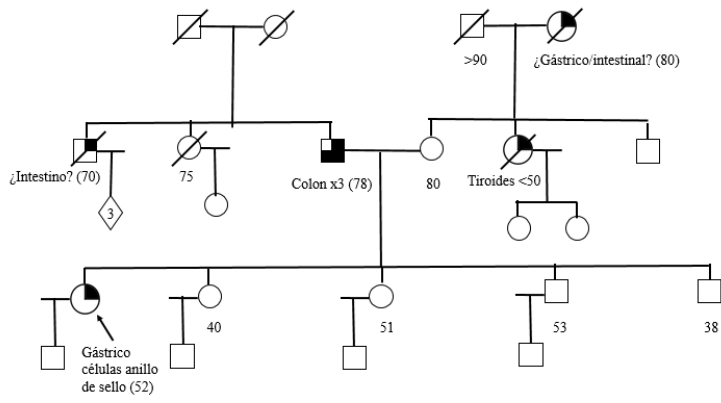 >90
¿Gástrico/intestinal? (80)
¿Intestino? (70)
75
Colon x3 (78)
80
Tiroides <50
3
40
51
53
38
Gástrico
células anillo
de sello (52)